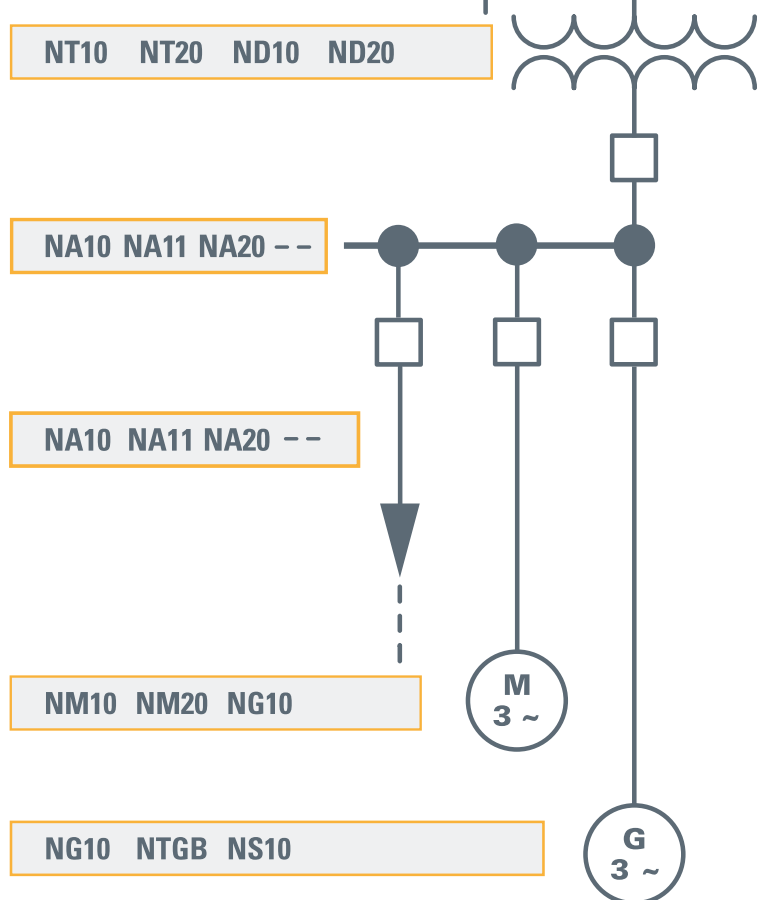 NT10 NT20 ND10 ND20
NA10 NA11 NA20 – –
NA10 NA11 NA20 – –
NM10 NM20 NG10
M
3 ~
NG10 NTGB NS10
G
3 ~